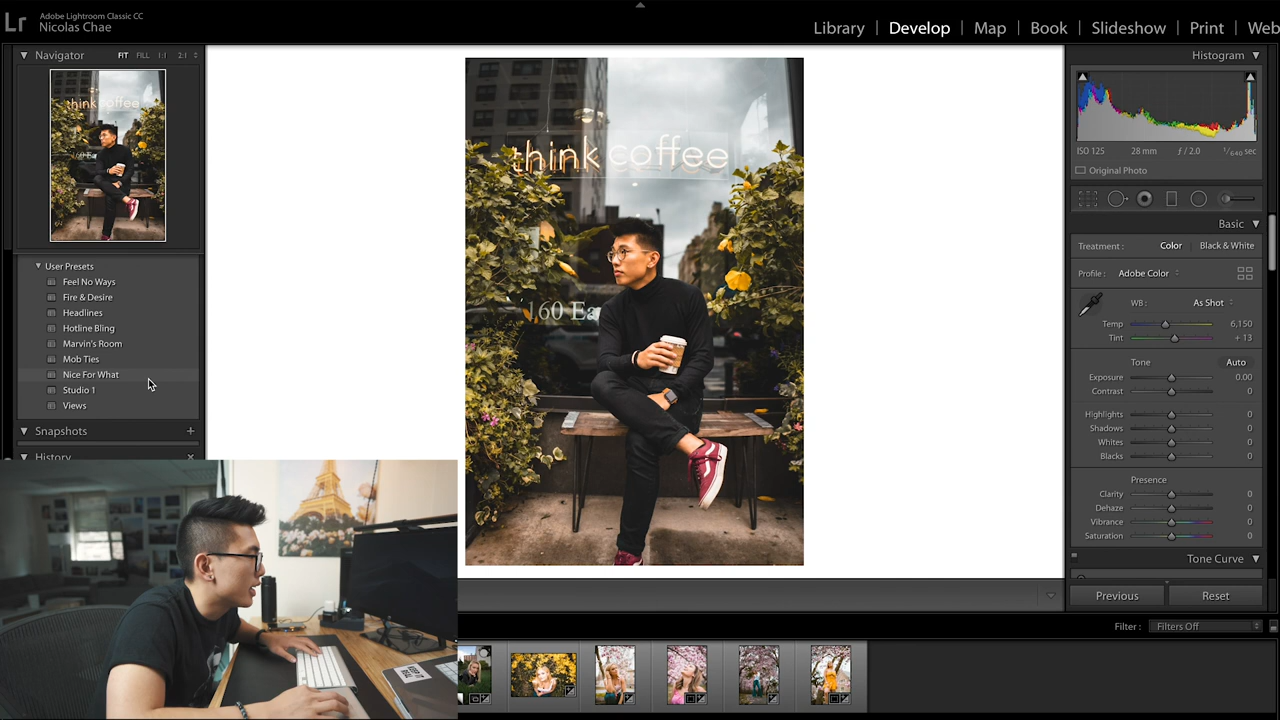 Lr
Adobe Lightroom Classic CC
Nicolas Chae
Library | Develop | Map | Book | Slideshow | Print | Web
Navigator FIT FILL 1:1 2:1
think coffee
160 Ea
User Presets
Feel No Ways
Fire & Desire
Headlines
Hotline Bling
Marvin's Room
Mob Ties
Nice For What
Studio 1
Views
Snapshots +
History ×
think coffee
160 Ea
Histogram
ISO 125 28 mm ƒ / 2.0 1/640 sec
Original Photo
Basic
Treatment : Color Black & White
Profile : Adobe Color
WB: As Shot
Temp 6,150
Tint + 13
Tone Auto
Exposure 0.00
Contrast 0
Highlights 0
Shadows 0
Whites 0
Blacks 0
Presence
Clarity 0
Dehaze 0
Vibrance 0
Saturation 0
Tone Curve
Previous Reset
Filter : Filters Off